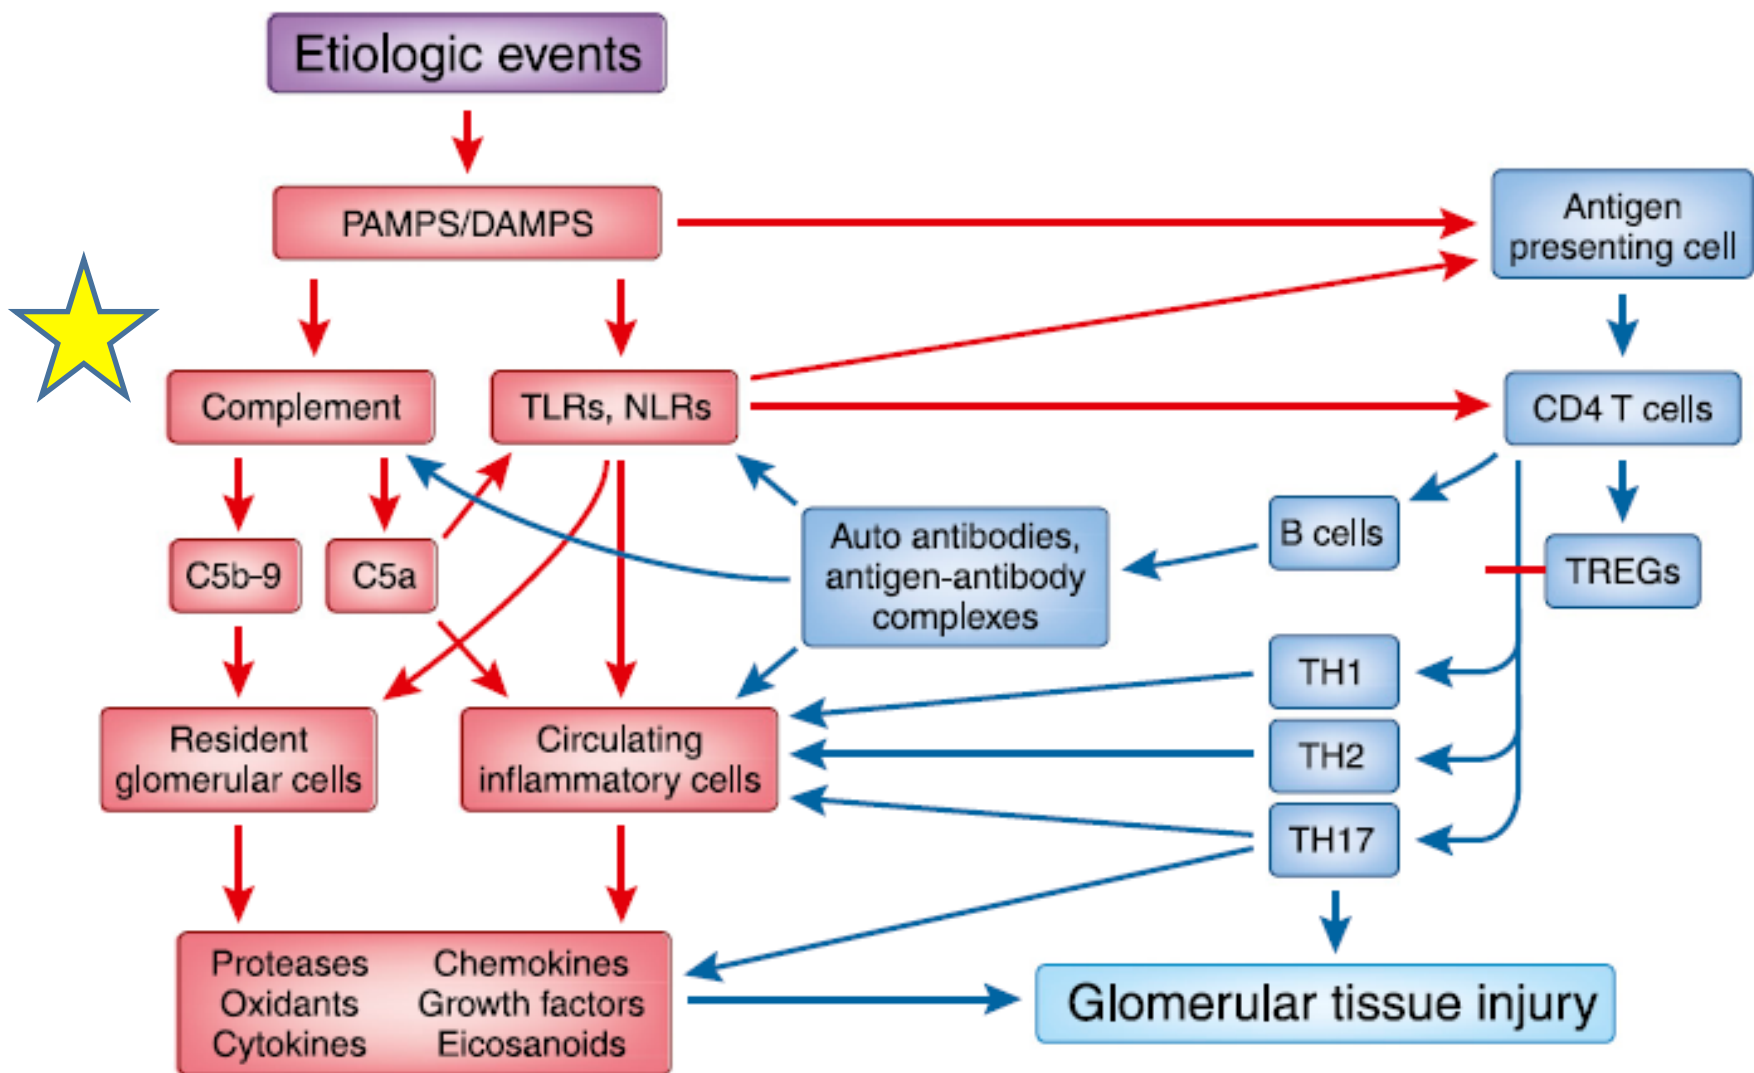 Etiologic events
PAMPS/DAMPS
Antigen
presenting cell
Complement
TLRs, NLRs
CD4 T cells
C5b-9
C5a
Auto antibodies,
antigen-antibody
complexes
B cells
TREGs
TH1
TH2
TH17
Resident
glomerular cells
Circulating
inflammatory cells
Proteases Chemokines
Oxidants Growth factors
Cytokines Eicosanoids
Glomerular tissue injury